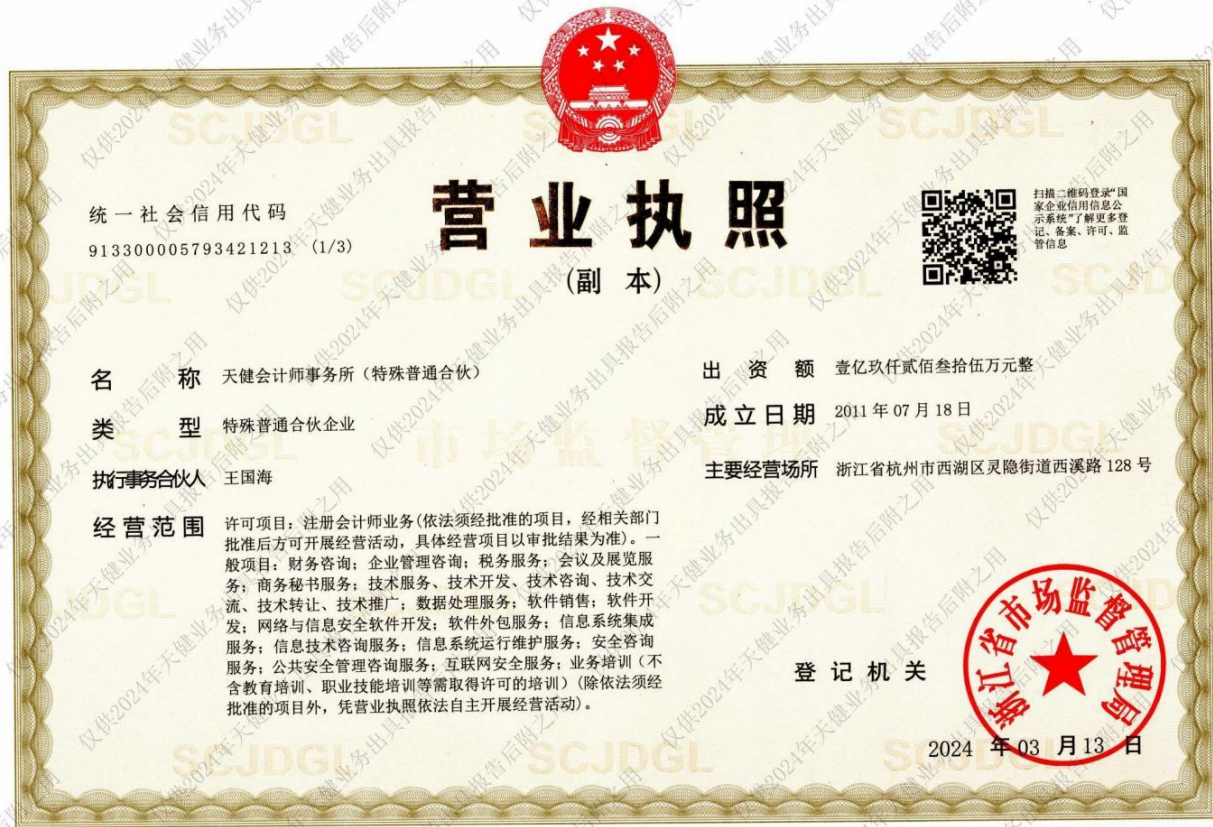 营业执照
(副 本)
统一社会信用代码
913300005793421213 (1/3)
扫描二维码登录“国
家企业信用信息公
示系统”了解更多登
记、备案、许可、监
管信息
名 称 天健会计师事务所（特殊普通合伙）
类 型 特殊普通合伙企业
执行事务合伙人 王国海
经营范围 许可项目：注册会计师业务(依法须经批准的项目，经相关部门
批准后方可开展经营活动，具体经营项目以审批结果为准)。一
般项目：财务咨询；企业管理咨询；税务服务；会议及展览服
务；商务秘书服务；技术服务、技术开发、技术咨询、技术交
流、技术转让、技术推广；数据处理服务；软件销售；软件开
发；网络与信息安全软件开发；软件外包服务；信息系统集成
服务；信息技术咨询服务；信息系统运行维护服务；安全咨询
服务；公共安全管理咨询服务；互联网安全服务；业务培训（不
含教育培训、职业技能培训等需取得许可的培训）(除依法须经
批准的项目外，凭营业执照依法自主开展经营活动)。
出 资 额 壹亿玖仟贰佰叁拾伍万元整
成立日期 2011年07月18日
主要经营场所 浙江省杭州市西湖区灵隐街道西溪路128号
登记机关
浙江省市场监督管理局
2024 年 03 月 13 日
SCJDGL
市场监督管理
仅供2024年天健业务出具报告后附之用